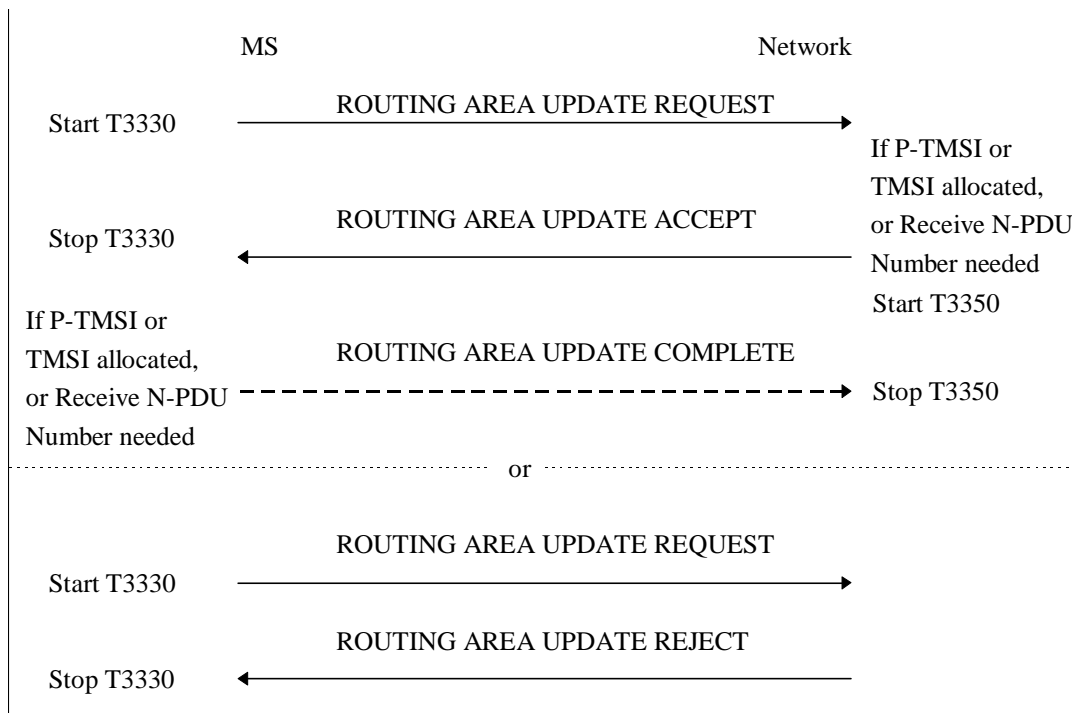 MS
Network
ROUTING AREA UPDATE REQUEST
Start T3330
If P-TMSI or
TMSI allocated,
or Receive N-PDU
Number needed
Start T3350
ROUTING AREA UPDATE ACCEPT
Stop T3330
If P-TMSI or
TMSI allocated,
or Receive N-PDU
Number needed
ROUTING AREA UPDATE COMPLETE
Stop T3350
or
ROUTING AREA UPDATE REQUEST
Start T3330
ROUTING AREA UPDATE REJECT
Stop T3330